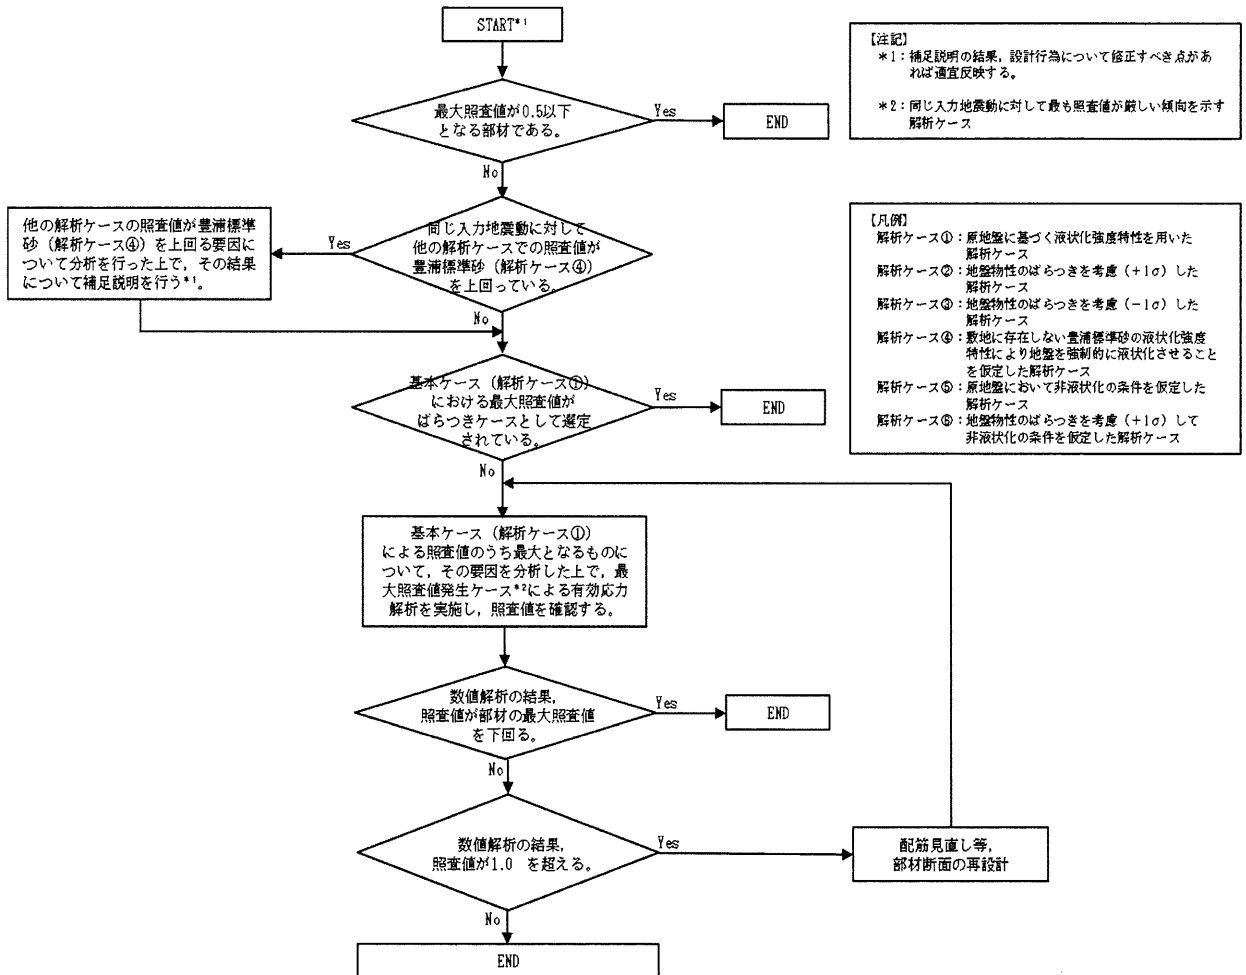 START*1
最大照査値が0.5以下
となる部材である。
Yes
END
No
同じ入力地震動に対して
他の解析ケースでの照査値が
豊浦標準砂（解析ケース④）
を上回っている。
Yes
他の解析ケースの照査値が豊浦標準
砂（解析ケース④）を上回る要因に
ついて分析を行った上で，その結果
について補足説明を行う*1。
No
基本ケース（解析ケース①）
における最大照査値が
ばらつきケースとして選定
されている。
Yes
END
No
基本ケース（解析ケース①）
による照査値のうち最大となるものに
ついて，その要因を分析した上で，最
大照査値発生ケース*2による有効応力
解析を実施し，照査値を確認する。
数値解析の結果，
照査値が部材の最大照査値
を下回る。
Yes
END
No
数値解析の結果，
照査値が1.0 を超える。
Yes
配筋見直し等，
部材断面の再設計
No
END
【注記】
*1：補足説明の結果，設計行為について修正すべき点があ
れば適宜反映する。
*2：同じ入力地震動に対して最も照査値が厳しい傾向を示す
解析ケース
【凡例】
解析ケース①：原地盤に基づく液状化強度特性を用いた
解析ケース
解析ケース②：地盤物性のばらつきを考慮（+1σ）した
解析ケース
解析ケース③：地盤物性のばらつきを考慮（-1σ）した
解析ケース
解析ケース④：敷地に存在しない豊浦標準砂の液状化強度
特性により地盤を強制的に液状化させること
を仮定した解析ケース
解析ケース⑤：原地盤において非液状化の条件を仮定した
解析ケース
解析ケース⑥：地盤物性のばらつきを考慮（+1σ）して
非液状化の条件を仮定した解析ケース